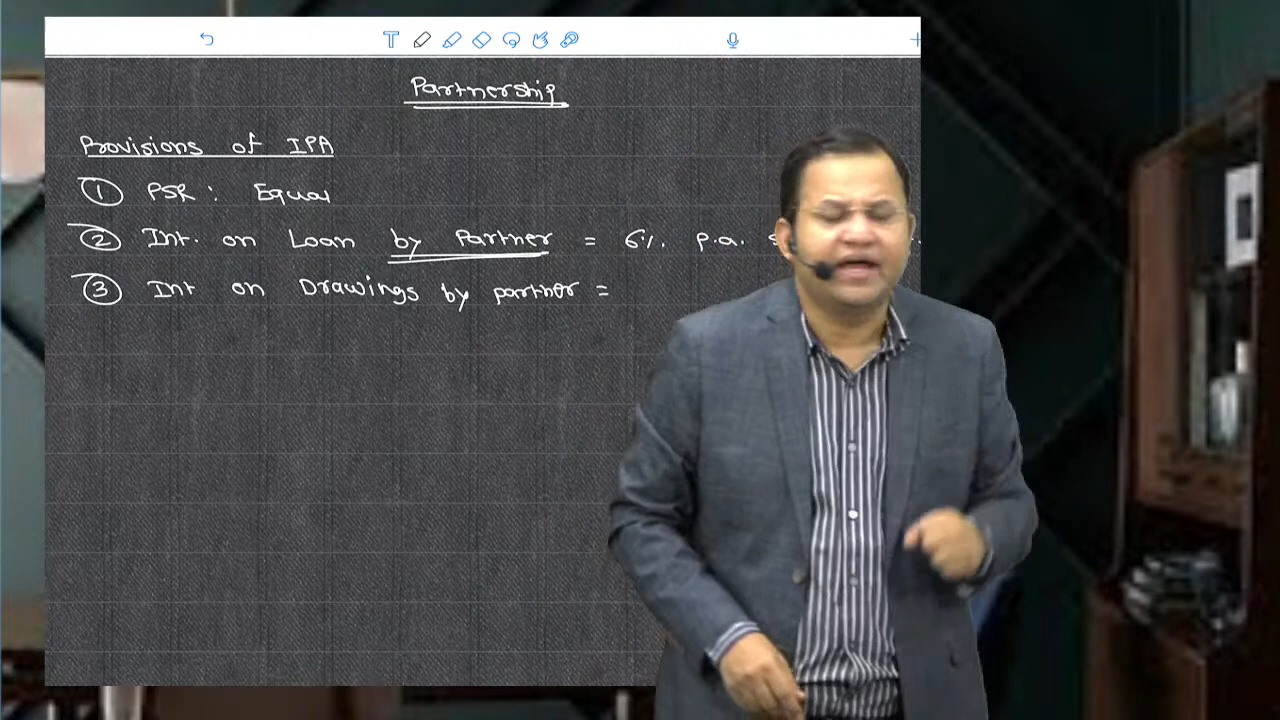 Partnership
Provisions of IPA
① PSR : Equal
② Int. on Loan by Partner = 6%. p.a.
③ Int on Drawings by partner =